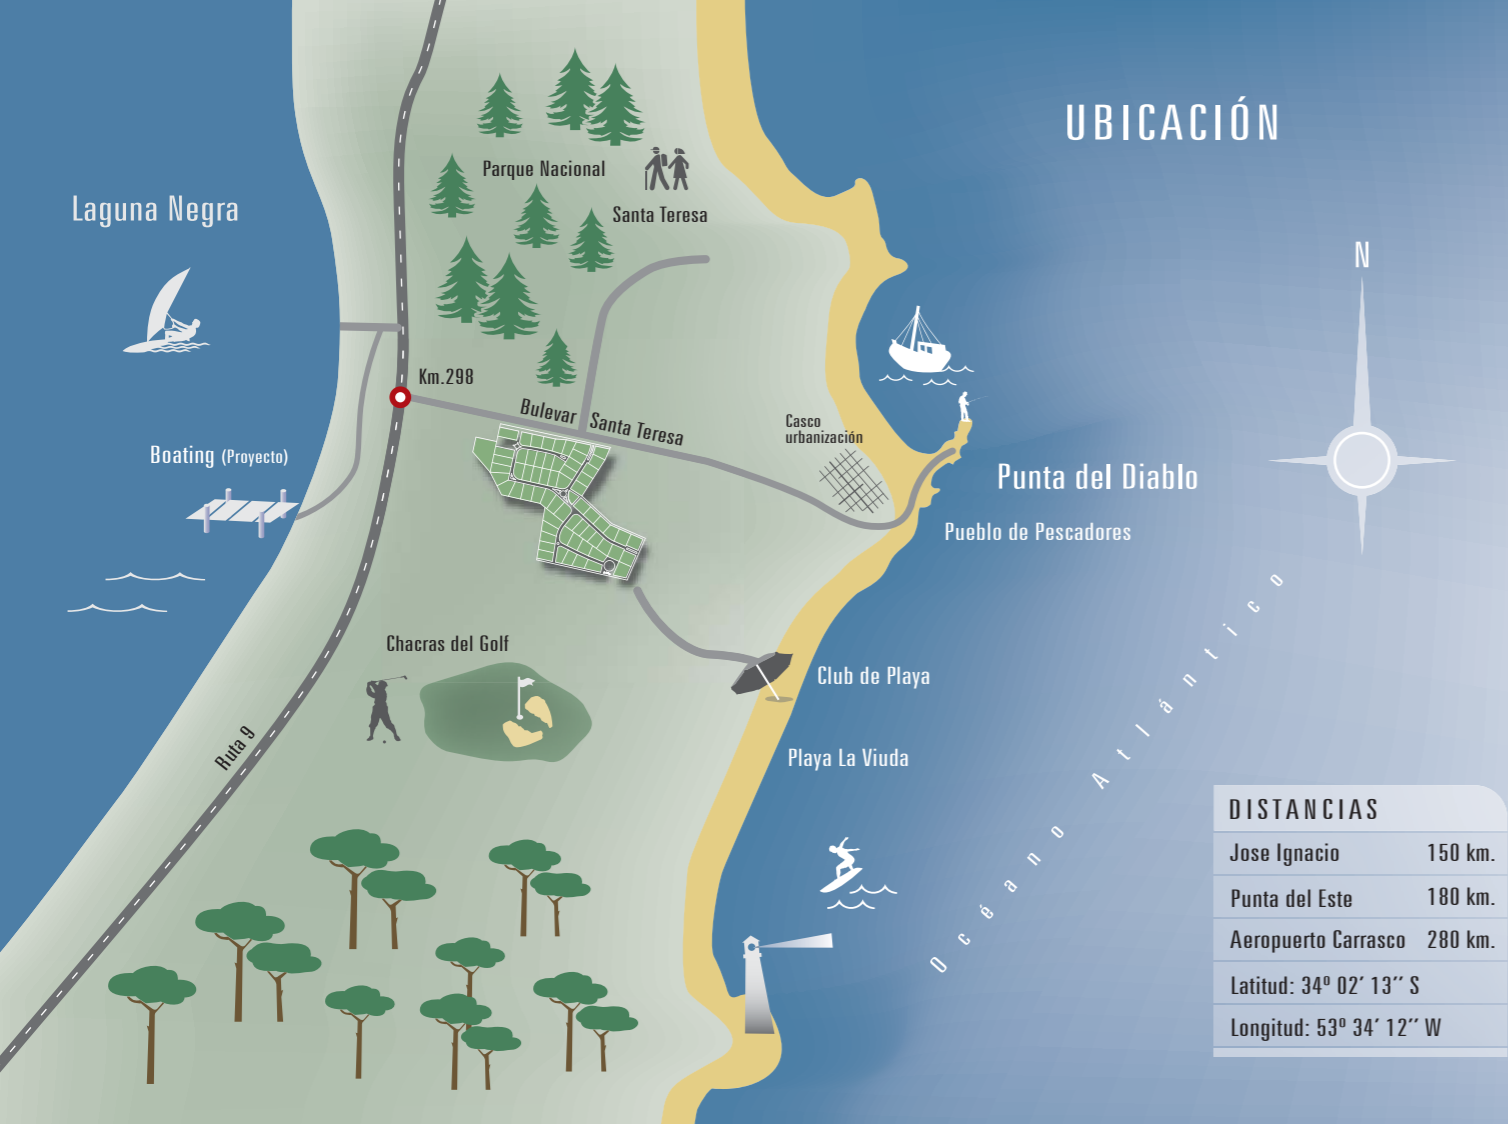 UBICACIÓN
Parque Nacional
Santa Teresa
Laguna Negra
N
Km.298
Bulevar Santa Teresa
Casco
urbanización
Boating (Proyecto)
Punta del Diablo
Pueblo de Pescadores
Chacras del Golf
Club de Playa
Ruta 9
Playa La Viuda
Océano Atlántico
DISTANCIAS
Jose Ignacio 150 km.
Punta del Este 180 km.
Aeropuerto Carrasco 280 km.
Latitud: 34º 02′ 13′′ S
Longitud: 53º 34′ 12′′ W